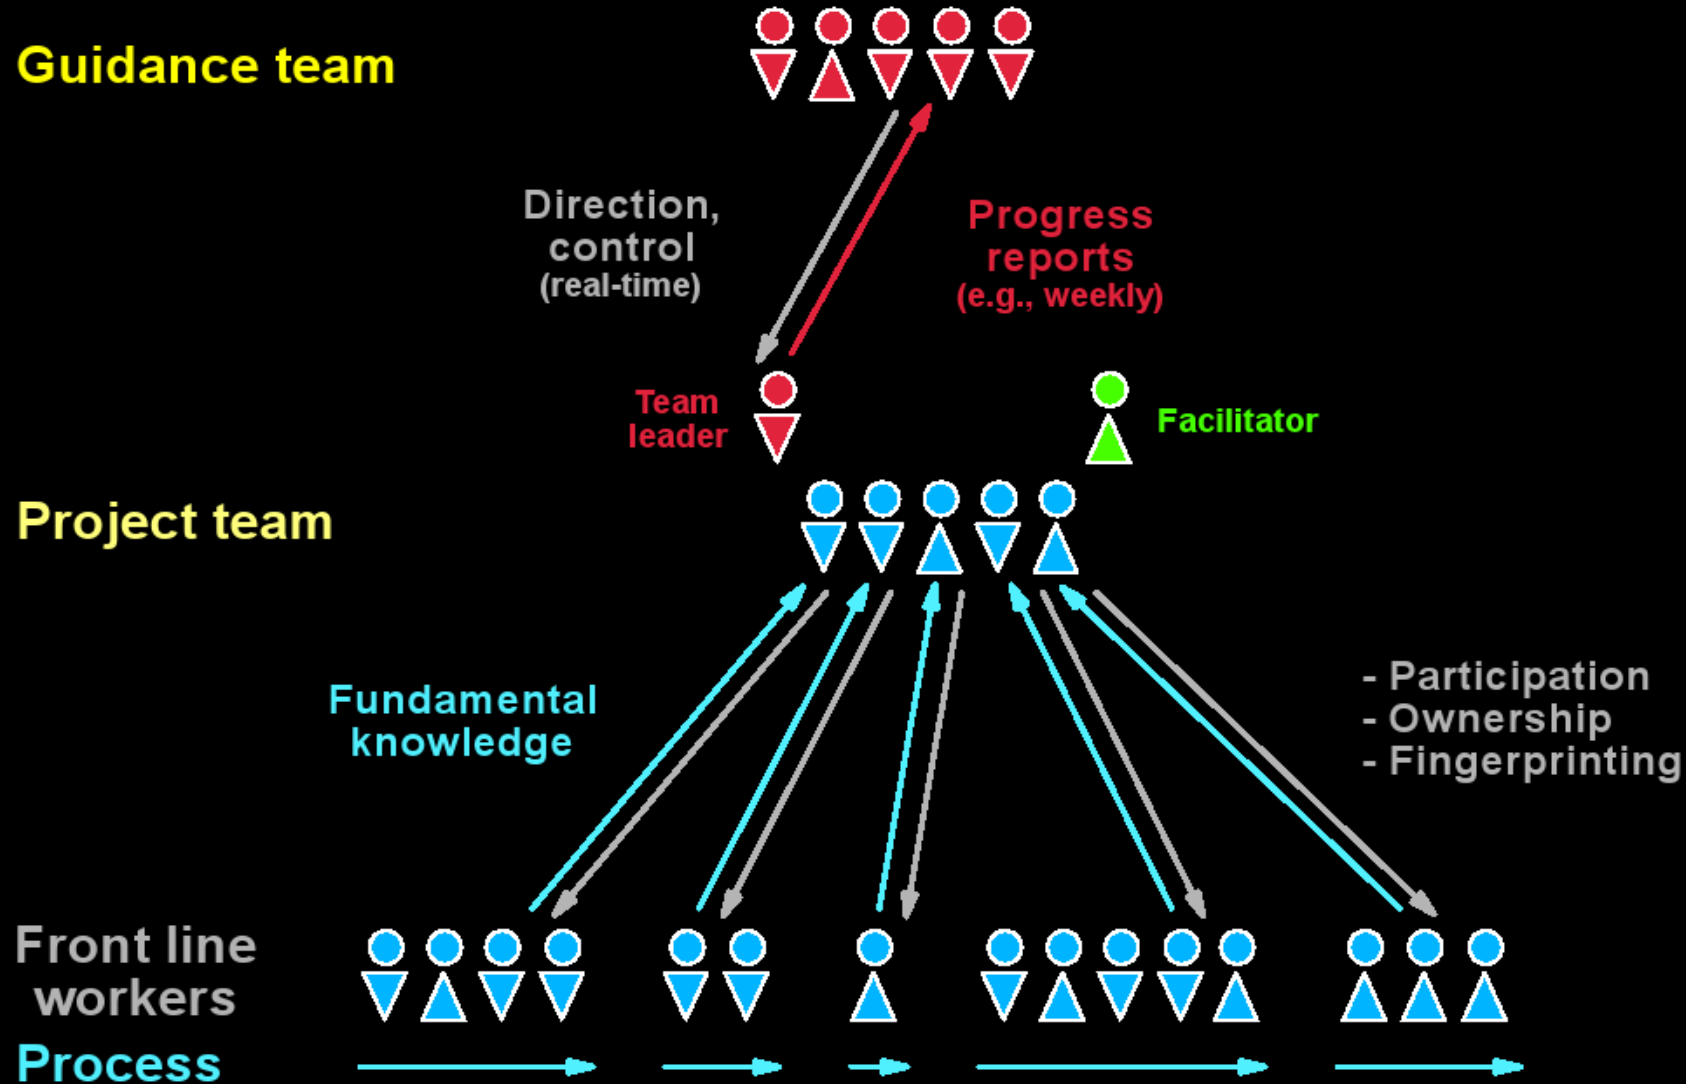 Guidance team
Direction,
control
(real-time)
Progress
reports
(e.g., weekly)
Team
leader
Facilitator
Project team
Fundamental
knowledge
- Participation
- Ownership
- Fingerprinting
Front line
workers
Process